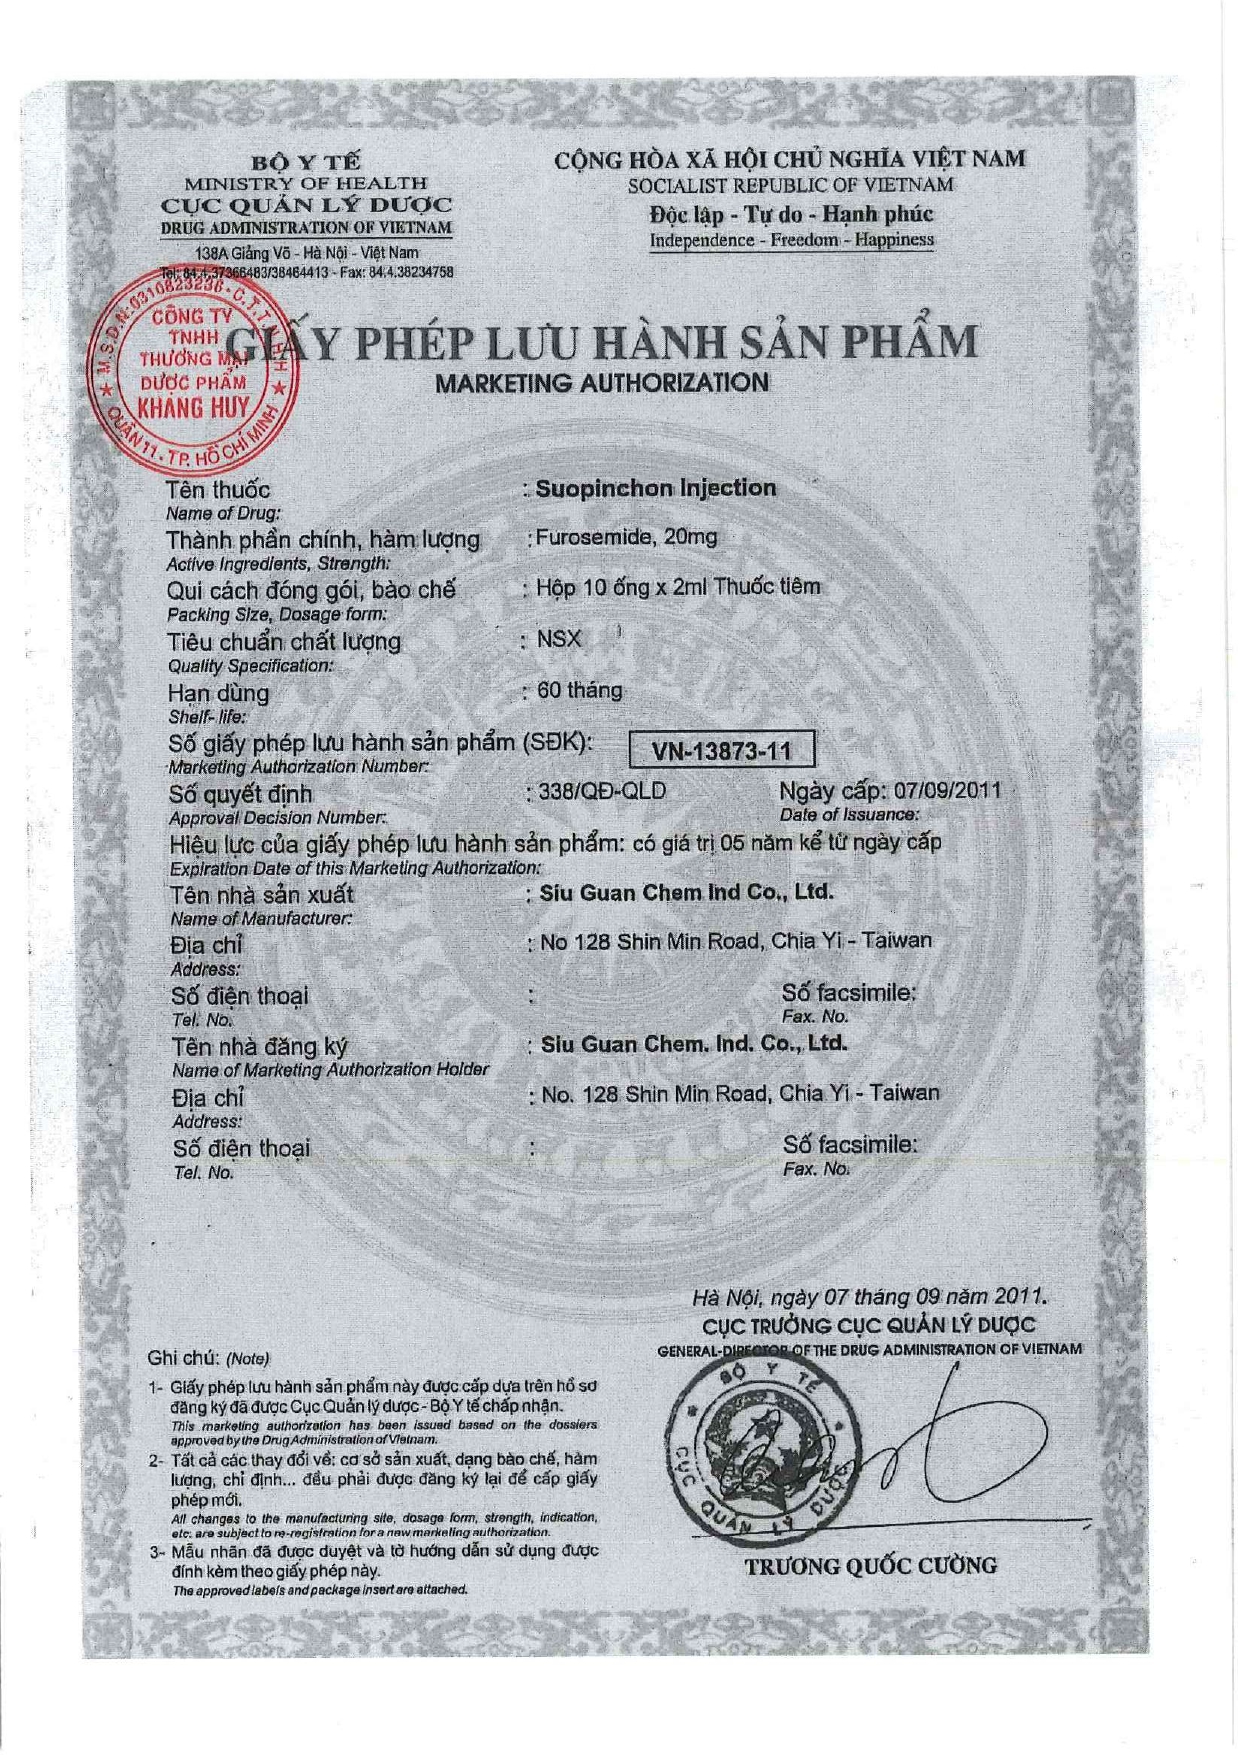 BỘ Y TẾ
MINISTRY OF HEALTH
CỤC QUẢN LÝ DƯỢC
DRUG ADMINISTRATION OF VIETNAM
138A Giảng Võ - Hà Nội - Việt Nam
Tel: 84.4.37366483/38464413 - Fax: 84.4.38234758
CỘNG HÒA XÃ HỘI CHỦ NGHĨA VIỆT NAM
SOCIALIST REPUBLIC OF VIETNAM
Độc lập - Tự do - Hạnh phúc
Independence - Freedom - Happiness
M.S.D.N:0310823236-C.T.T.N.H.H
CÔNG TY
TNHH
THƯƠNG MẠI
DƯỢC PHẨM
KHANG HUY
QUẬN 11-TP. HỒ CHÍ MINH
GIẤY PHÉP LƯU HÀNH SẢN PHẨM
MARKETING AUTHORIZATION
Tên thuốc : Suopinchon Injection
Name of Drug:
Thành phần chính, hàm lượng : Furosemide, 20mg
Active Ingredients, Strength:
Qui cách đóng gói, bào chế : Hộp 10 ống x 2ml Thuốc tiêm
Packing Size, Dosage form:
Tiêu chuẩn chất lượng : NSX
Quality Specification:
Hạn dùng : 60 tháng
Shelf- life:
Số giấy phép lưu hành sản phẩm (SĐK): VN-13873-11
Marketing Authorization Number:
Số quyết định : 338/QĐ-QLD Ngày cấp: 07/09/2011
Approval Decision Number: Date of Issuance:
Hiệu lực của giấy phép lưu hành sản phẩm: có giá trị 05 năm kể từ ngày cấp
Expiration Date of this Marketing Authorization:
Tên nhà sản xuất : Siu Guan Chem Ind Co., Ltd.
Name of Manufacturer:
Địa chỉ : No 128 Shin Min Road, Chia Yi - Taiwan
Address:
Số điện thoại : Số facsimile:
Tel. No. Fax. No.
Tên nhà đăng ký : Siu Guan Chem. Ind. Co., Ltd.
Name of Marketing Authorization Holder
Địa chỉ : No. 128 Shin Min Road, Chia Yi - Taiwan
Address:
Số điện thoại : Số facsimile:
Tel. No. Fax. No.
Hà Nội, ngày 07 tháng 09 năm 2011.
CỤC TRƯỞNG CỤC QUẢN LÝ DƯỢC
GENERAL-DIRECTOR OF THE DRUG ADMINISTRATION OF VIETNAM
BỘ Y TẾ
CỤC QUẢN LÝ DƯỢC
TRƯƠNG QUỐC CƯỜNG
Ghi chú: (Note)
1- Giấy phép lưu hành sản phẩm này được cấp dựa trên hồ sơ
đăng ký đã được Cục Quản lý dược - Bộ Y tế chấp nhận.
This marketing authorization has been issued based on the dossiers
approved by the Drug Administration of Vietnam.
2- Tất cả các thay đổi về: cơ sở sản xuất, dạng bào chế, hàm
lượng, chỉ định... đều phải được đăng ký lại để cấp giấy
phép mới.
All changes to the manufacturing site, dosage form, strength, indication,
etc. are subject to re-registration for a new marketing authorization.
3- Mẫu nhãn đã được duyệt và tờ hướng dẫn sử dụng được
đính kèm theo giấy phép này.
The approved labels and package insert are attached.